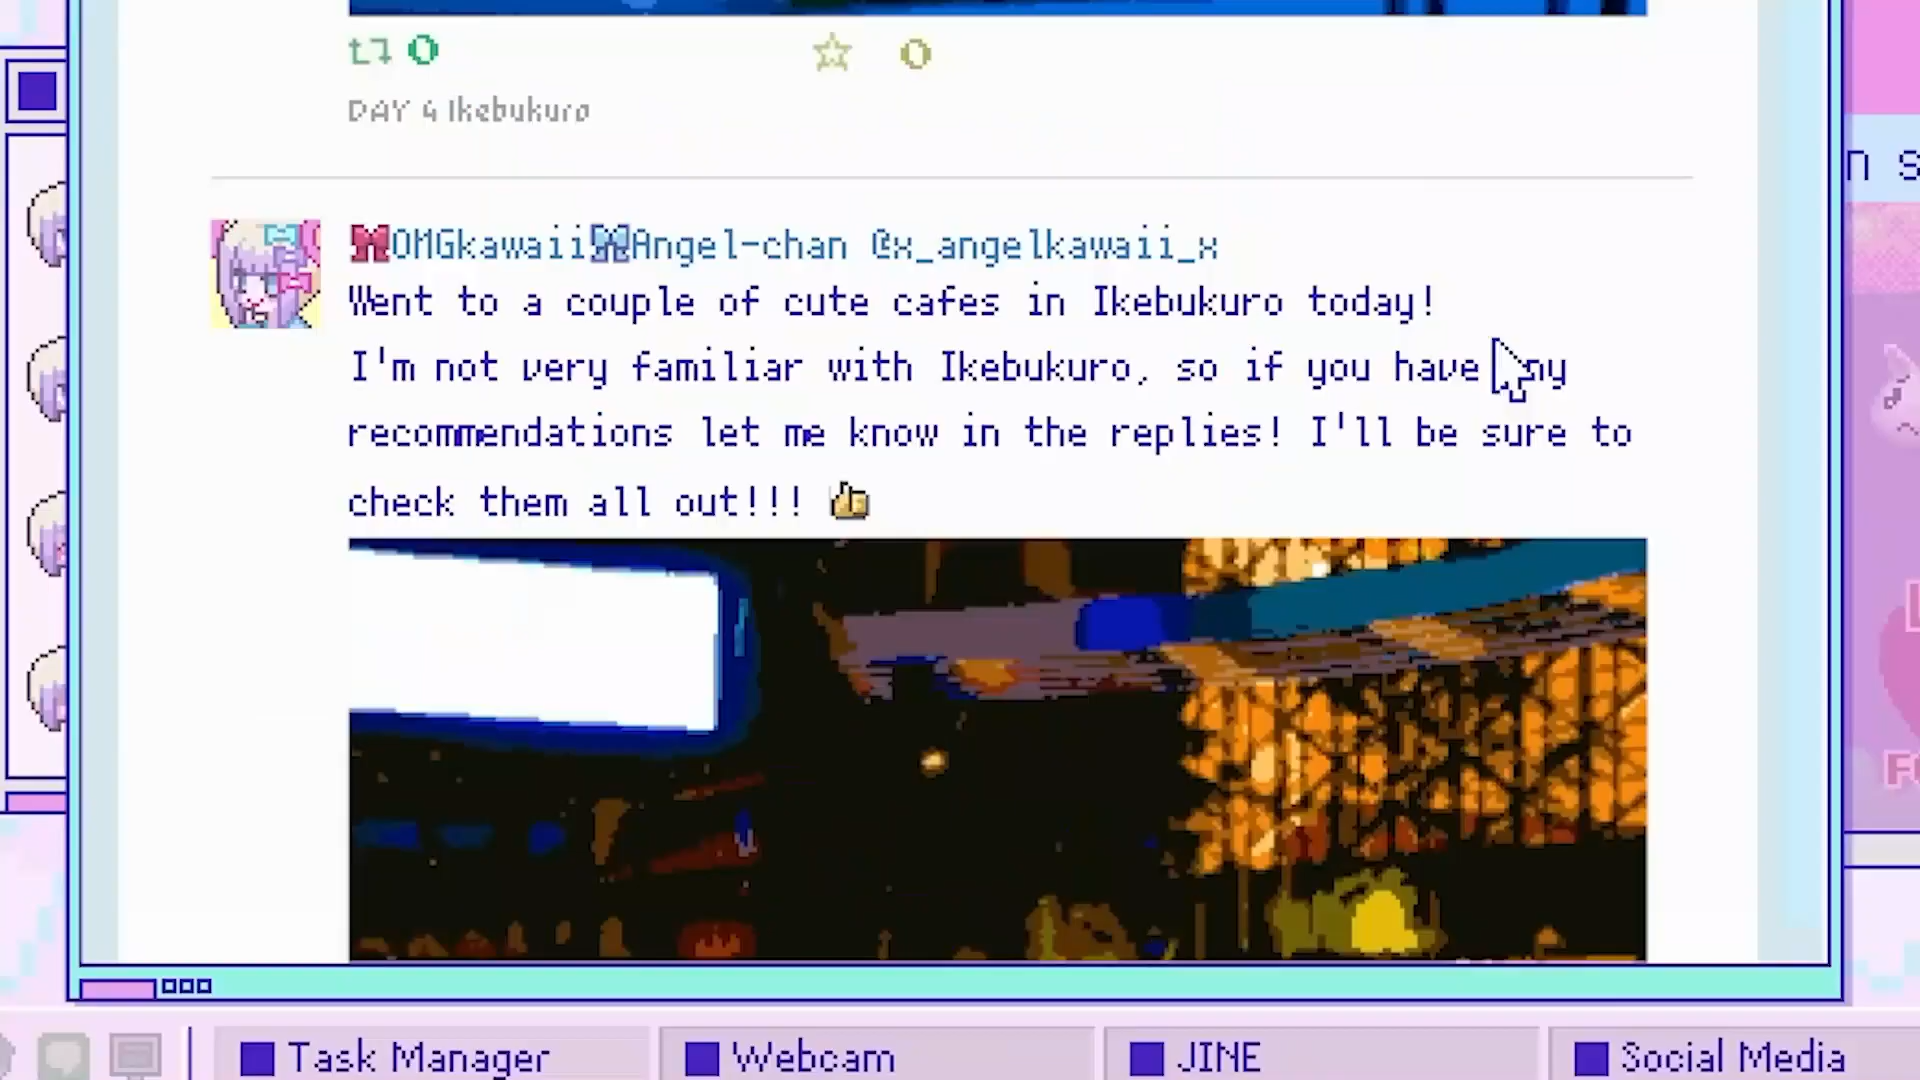 0
0
DAY 4 Ikebukuro
OMGkawaii Angel-chan @x_angelkawaii_x
Went to a couple of cute cafes in Ikebukuro today!
I'm not very familiar with Ikebukuro, so if you have any
recommendations let me know in the replies! I'll be sure to
check them all out!!!
Task Manager
Webcam
JINE
Social Media